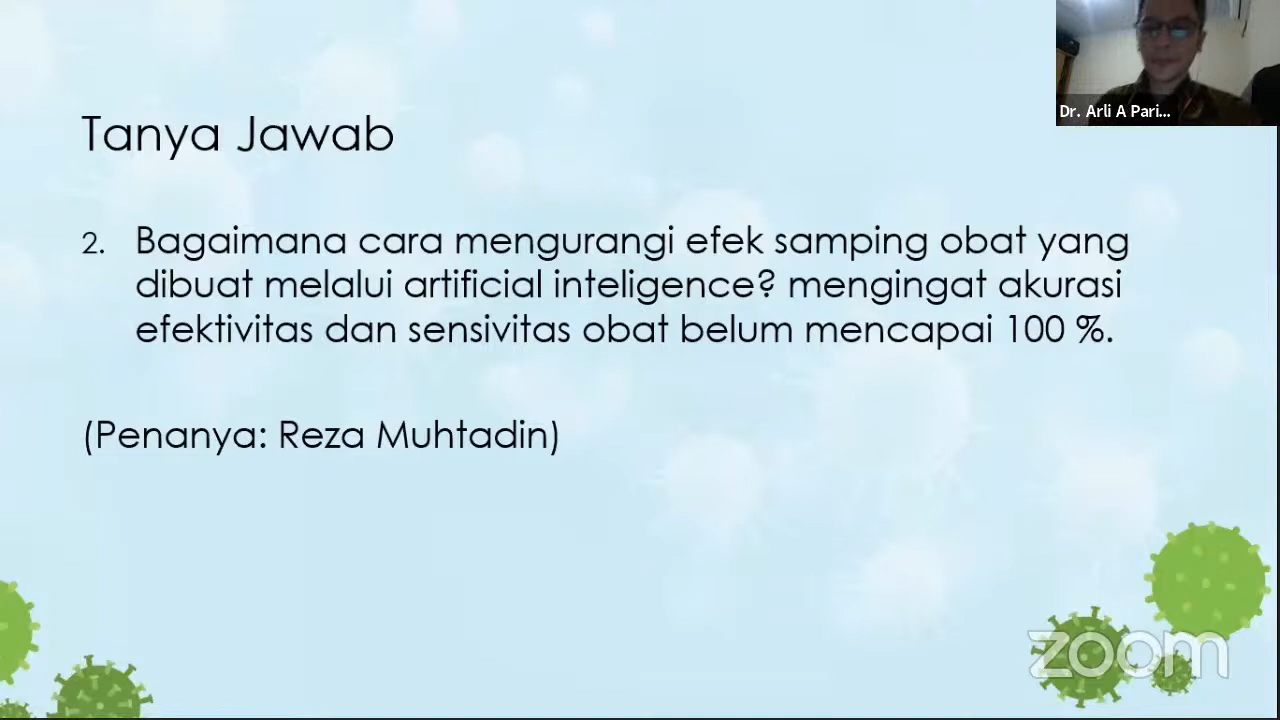 Dr. Arli A Pari...
Tanya Jawab
2. Bagaimana cara mengurangi efek samping obat yang
dibuat melalui artificial inteligence? mengingat akurasi
efektivitas dan sensivitas obat belum mencapai 100 %.
(Penanya: Reza Muhtadin)
zoom